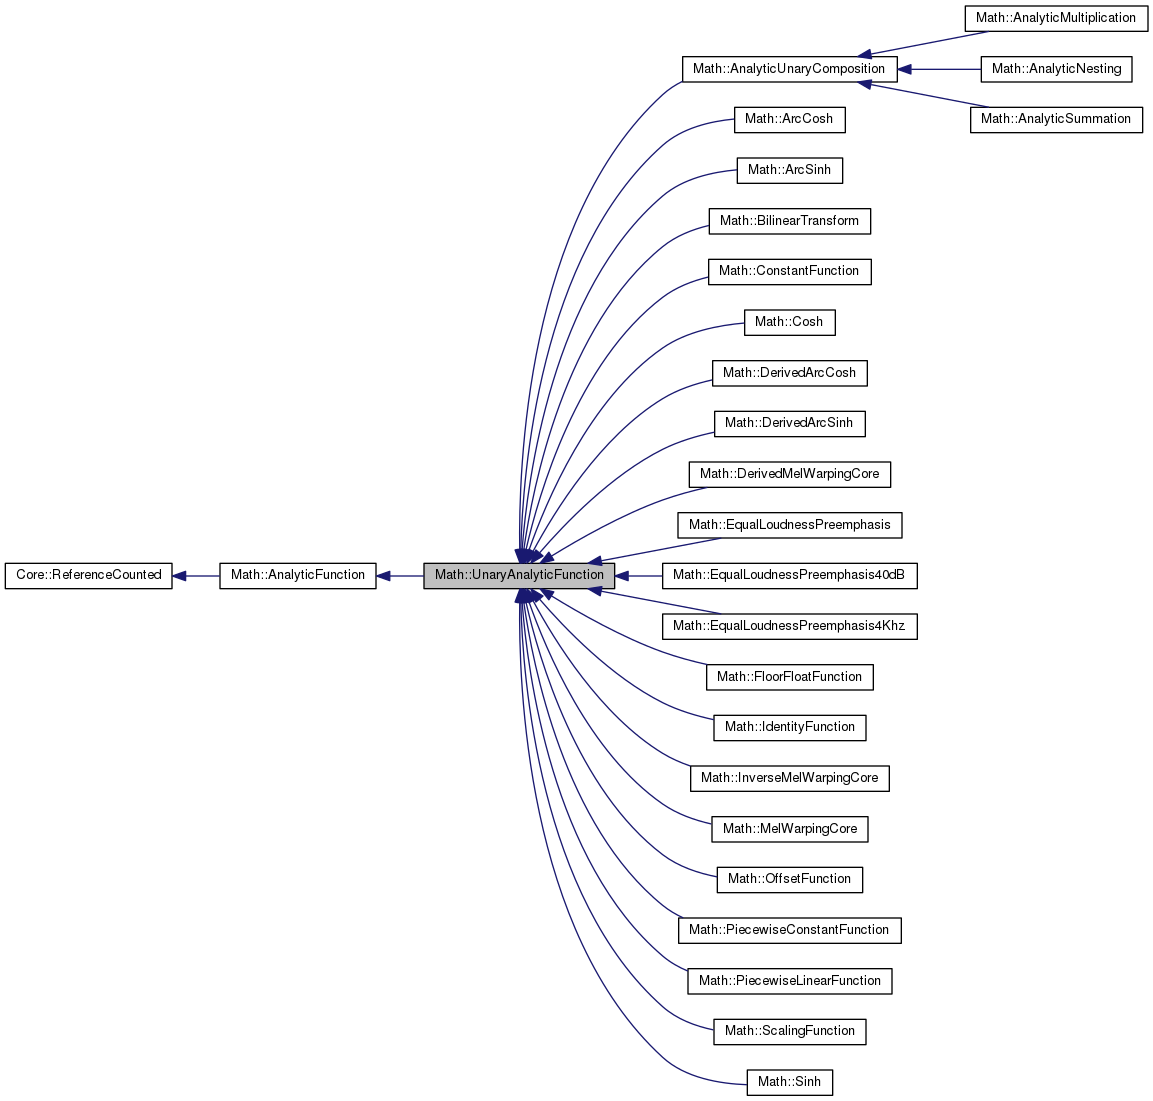 Math::AnalyticMultiplication
Math::AnalyticUnaryComposition
Math::AnalyticNesting
Math::AnalyticSummation
Math::ArcCosh
Math::ArcSinh
Math::BilinearTransform
Math::ConstantFunction
Math::Cosh
Math::DerivedArcCosh
Math::DerivedArcSinh
Math::DerivedMelWarpingCore
Math::EqualLoudnessPreemphasis
Core::ReferenceCounted
Math::AnalyticFunction
Math::UnaryAnalyticFunction
Math::EqualLoudnessPreemphasis40dB
Math::EqualLoudnessPreemphasis4Khz
Math::FloorFloatFunction
Math::IdentityFunction
Math::InverseMelWarpingCore
Math::MelWarpingCore
Math::OffsetFunction
Math::PiecewiseConstantFunction
Math::PiecewiseLinearFunction
Math::ScalingFunction
Math::Sinh